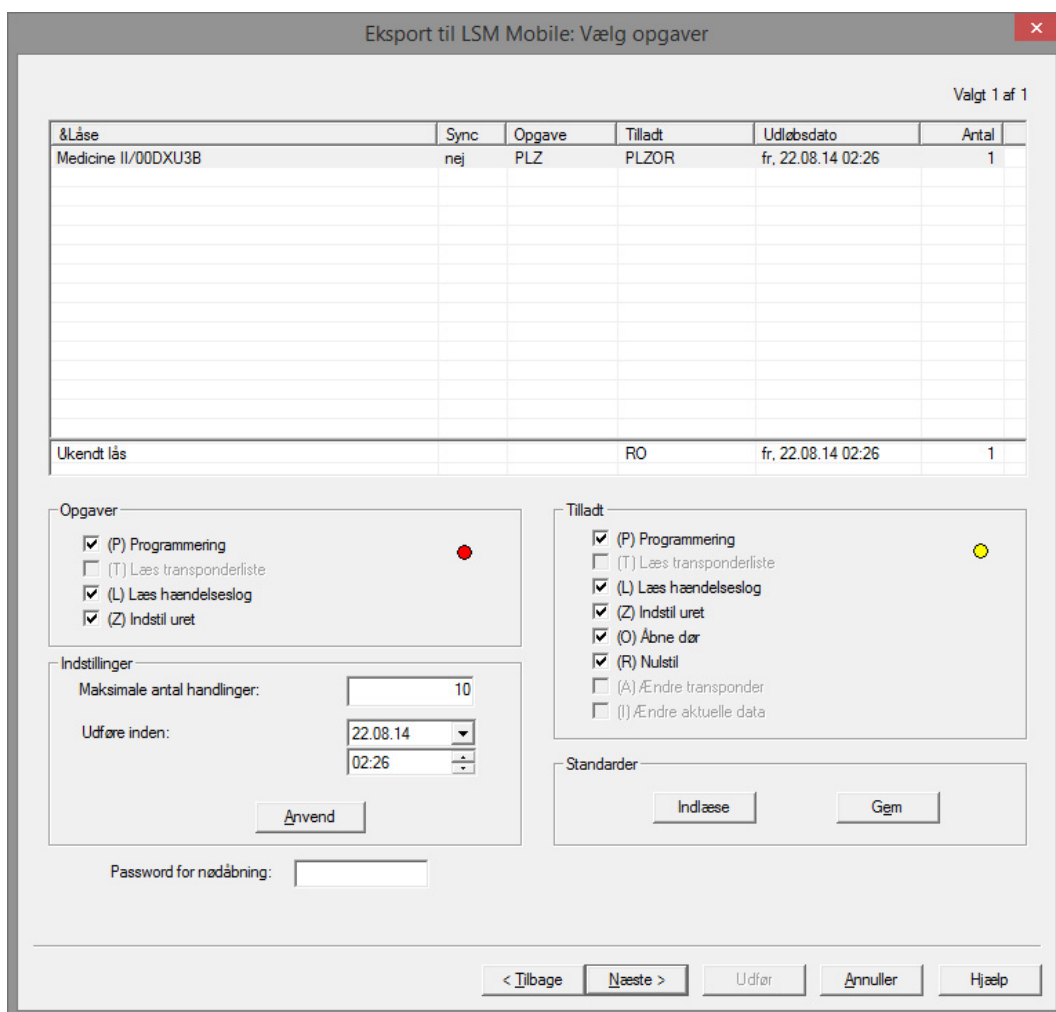 Eksport til LSM Mobile: Vælg opgaver
Valgt 1 af 1
&Låse Sync Opgave Tilladt Udløbsdato Antal
Medicine II/00DXU3B nej PLZ PLZOR fr, 22.08.14 02:26 1
Ukendt lås RO fr, 22.08.14 02:26 1
Opgaver
(P) Programmering
(T) Læs transponderliste
(L) Læs hændelseslog
(Z) Indstil uret
Indstillinger
Maksimale antal handlinger: 10
Udføre inden: 22.08.14
02:26
Anvend
Password for nødåbning:
Tilladt
(P) Programmering
(T) Læs transponderliste
(L) Læs hændelseslog
(Z) Indstil uret
(O) Åbne dør
(R) Nulstil
(A) Ændre transponder
(I) Ændre aktuelle data
Standarder
Indlæse Gem
< Tilbage Næste > Udfør Annuller Hjælp